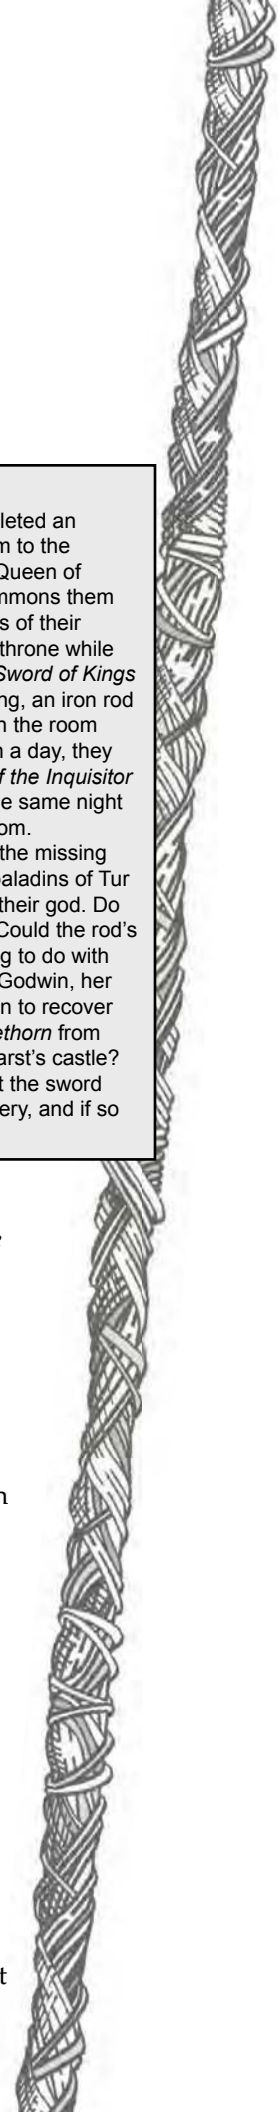 leted an
m to the
Queen of
mmons them
s of their
throne while
Sword of Kings
ng, an iron rod
n the room
n a day, they
f the Inquisitor
e same night
om.
the missing
paladins of Tur
their god. Do
Could the rod's
g to do with
Godwin, her
n to recover
ethorn from
arst's castle?
t the sword
ery, and if so
n
t